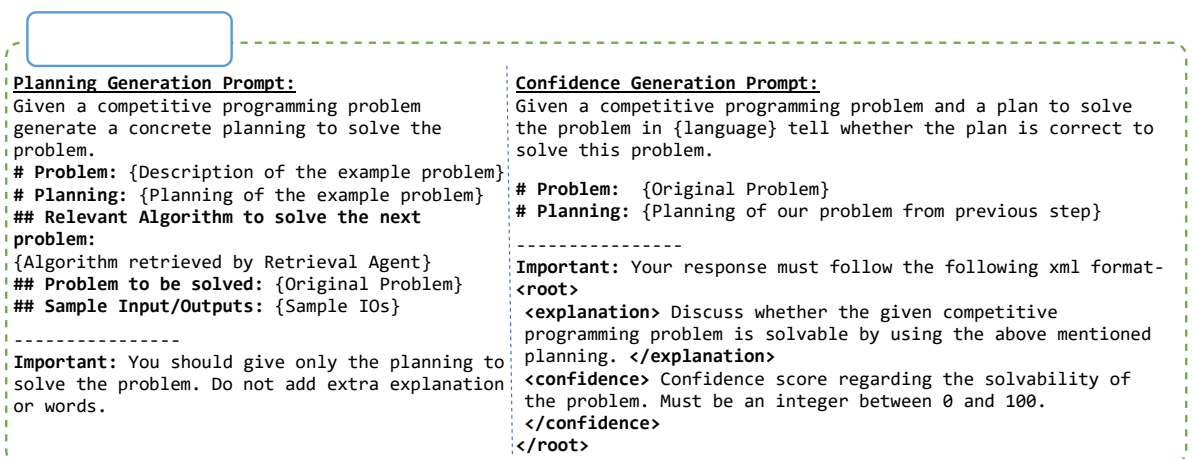 Planning Generation Prompt:
Given a competitive programming problem
generate a concrete planning to solve the
problem.
# Problem: {Description of the example problem}
# Planning: {Planning of the example problem}
## Relevant Algorithm to solve the next
problem:
{Algorithm retrieved by Retrieval Agent}
## Problem to be solved: {Original Problem}
## Sample Input/Outputs: {Sample IOs}
----------------
Important: You should give only the planning to
solve the problem. Do not add extra explanation
or words.
Confidence Generation Prompt:
Given a competitive programming problem and a plan to solve
the problem in {language} tell whether the plan is correct to
solve this problem.
# Problem: {Original Problem}
# Planning: {Planning of our problem from previous step}
----------------
Important: Your response must follow the following xml format-
<root>
<explanation> Discuss whether the given competitive
programming problem is solvable by using the above mentioned
planning. </explanation>
<confidence> Confidence score regarding the solvability of
the problem. Must be an integer between 0 and 100.
</confidence>
</root>